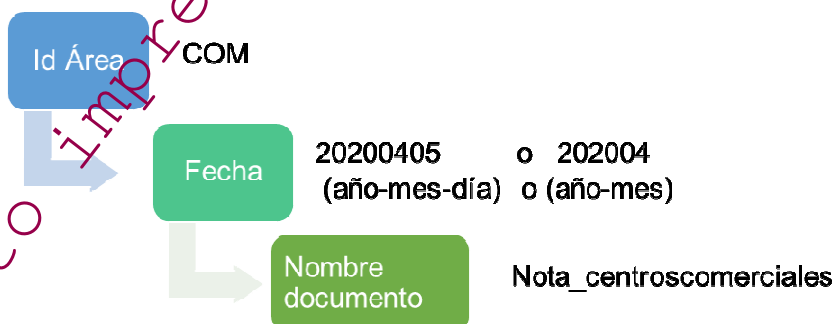 Id Área
COM
Fecha
20200405 o 202004
(año-mes-día) o (año-mes)
Nombre
documento
Nota_centroscomerciales